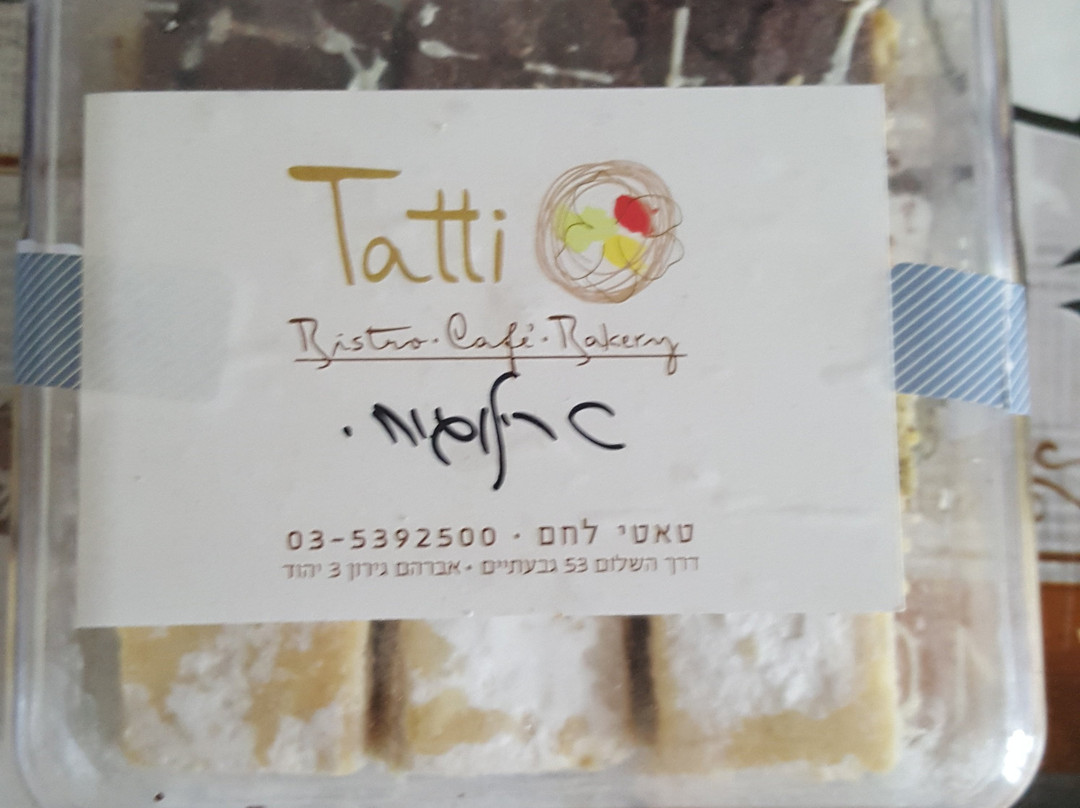 Tatti
Bistro · Café · Bakery
טאטי לחם · 03-5392500
דרך השלום 53 גבעתיים • אברהם גירון 3 יהוד